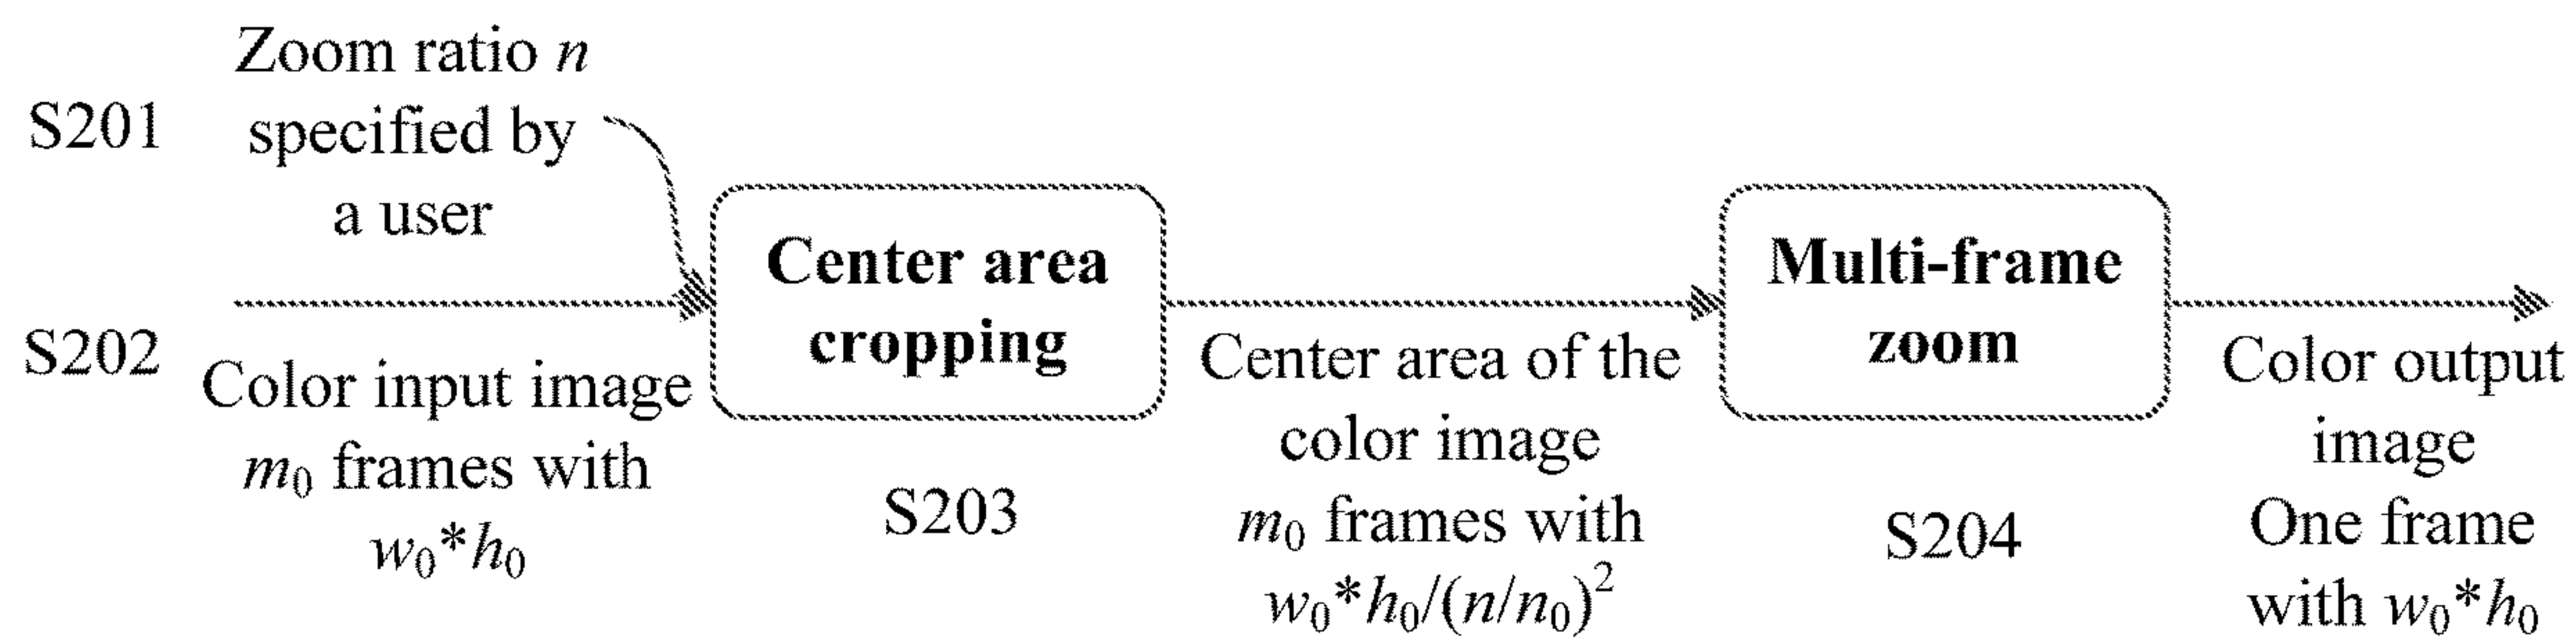 S201
Zoom ratio n
specified by
a user
S202
Color input image
m₀ frames with
w₀*h₀
Center area
cropping
S203
Center area of the
color image
m₀ frames with
w₀*h₀/(n/n₀)²
Multi-frame
zoom
S204
Color output
image
One frame
with w₀*h₀